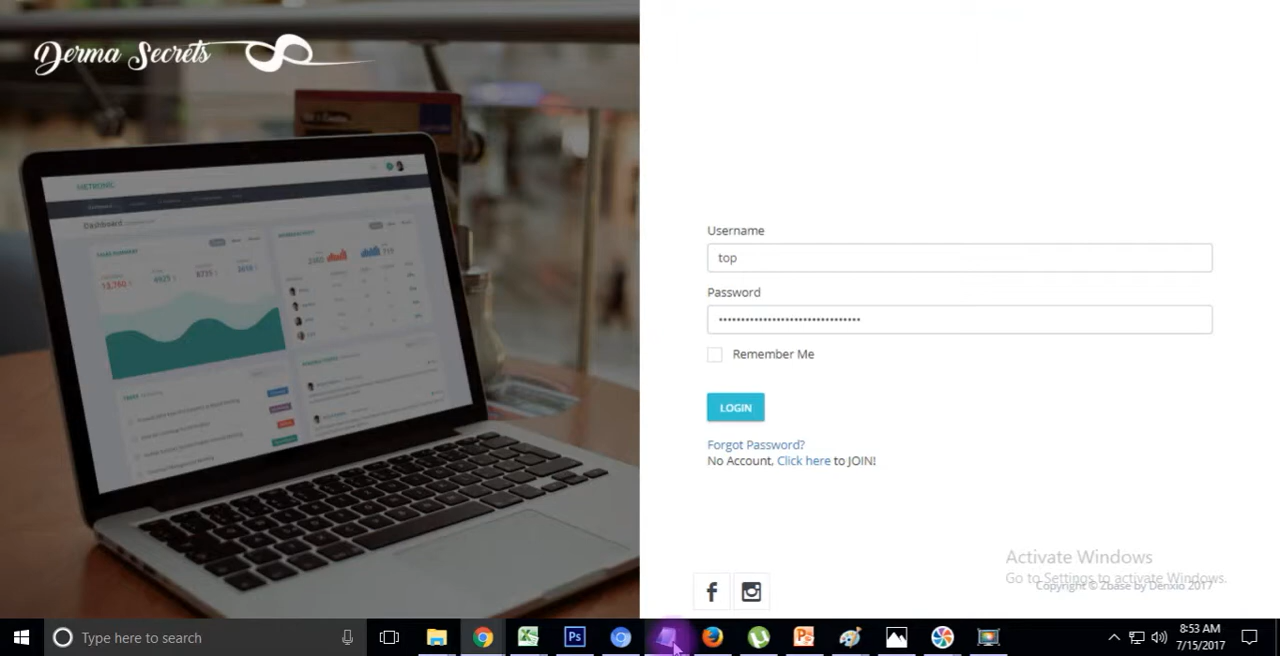 Derma Secrets
METRONIC
Dashboard
Username
top
Password
Remember Me
LOGIN
Forgot Password?
No Account, Click here to JOIN!
Activate Windows
Go to Settings to activate Windows.
Copyright © Zbase by Denxio 2017
Type here to search
8:53 AM
7/15/2017